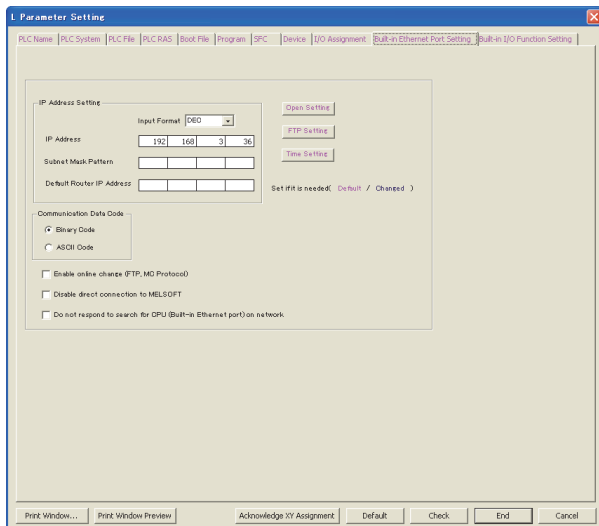 L Parameter Setting
PLC Name PLC System PLC File PLC RAS Boot File Program SFC Device I/O Assignment Built-in Ethernet Port Setting Built-in I/O Function Setting
IP Address Setting
Input Format DEC
IP Address 192 168 3 36
Subnet Mask Pattern
Default Router IP Address
Open Setting
FTP Setting
Time Setting
Set if it is needed( Default / Changed )
Communication Data Code
Binary Code
ASCII Code
Enable online change (FTP, MC Protocol)
Disable direct connection to MELSOFT
Do not respond to search for CPU (Built-in Ethernet port) on network
Print Window... Print Window Preview Acknowledge XY Assignment Default Check End Cancel